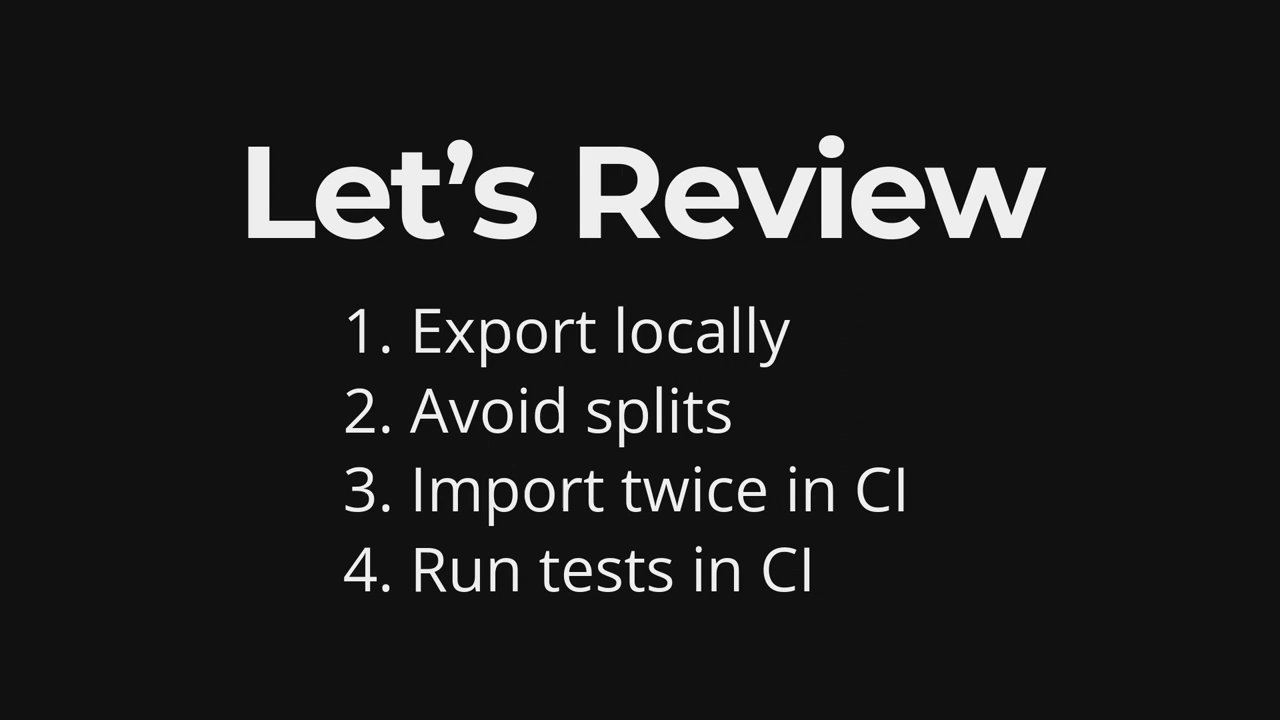 Let’s Review
1. Export locally
2. Avoid splits
3. Import twice in CI
4. Run tests in CI